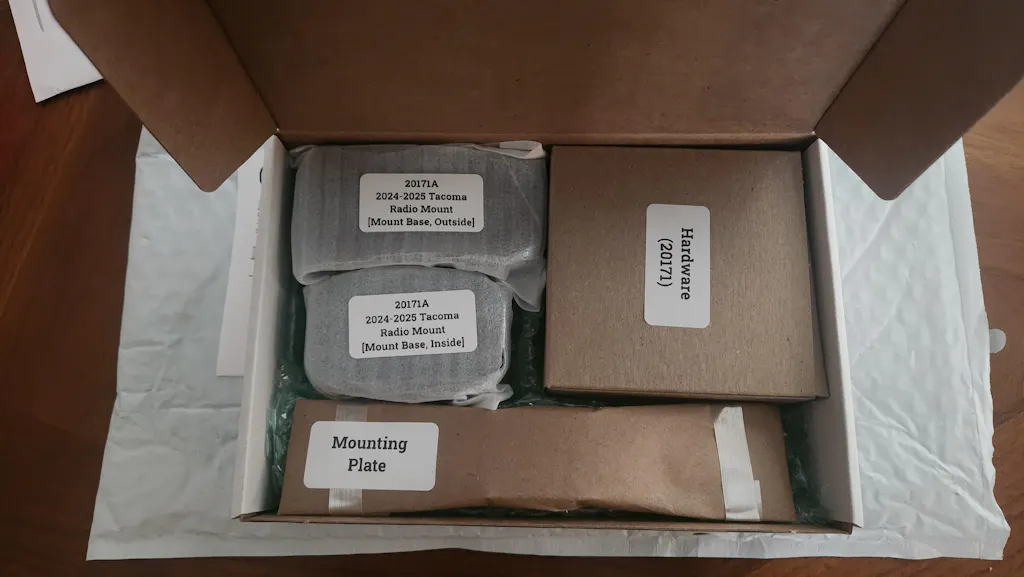 20171A
2024-2025 Tacoma
Radio Mount
[Mount Base, Outside]
20171A
2024-2025 Tacoma
Radio Mount
[Mount Base, Inside]
Hardware
(20171)
Mounting
Plate